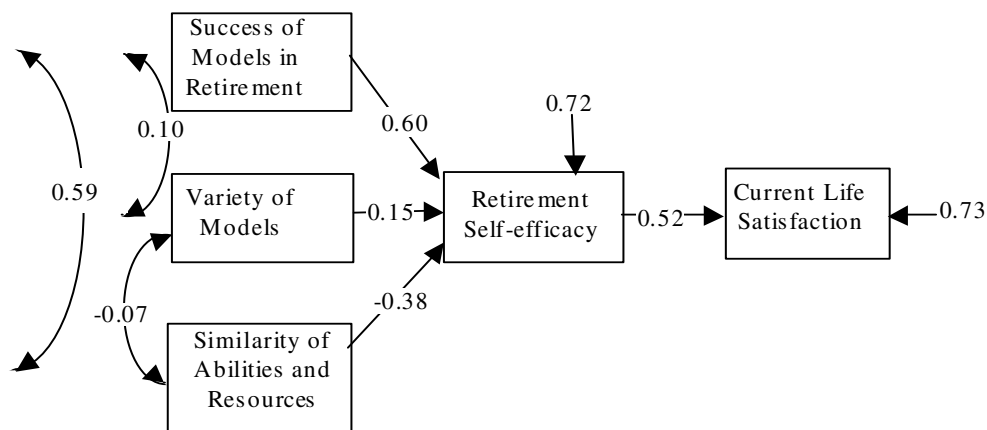 Success of
Models in
Retirement
0.72
0.10
0.60
0.59
Variety of
Models
0.15
Retirement
Self-efficacy
0.52
Current Life
Satisfaction
0.73
-0.07
-0.38
Similarity of
Abilities and
Resources